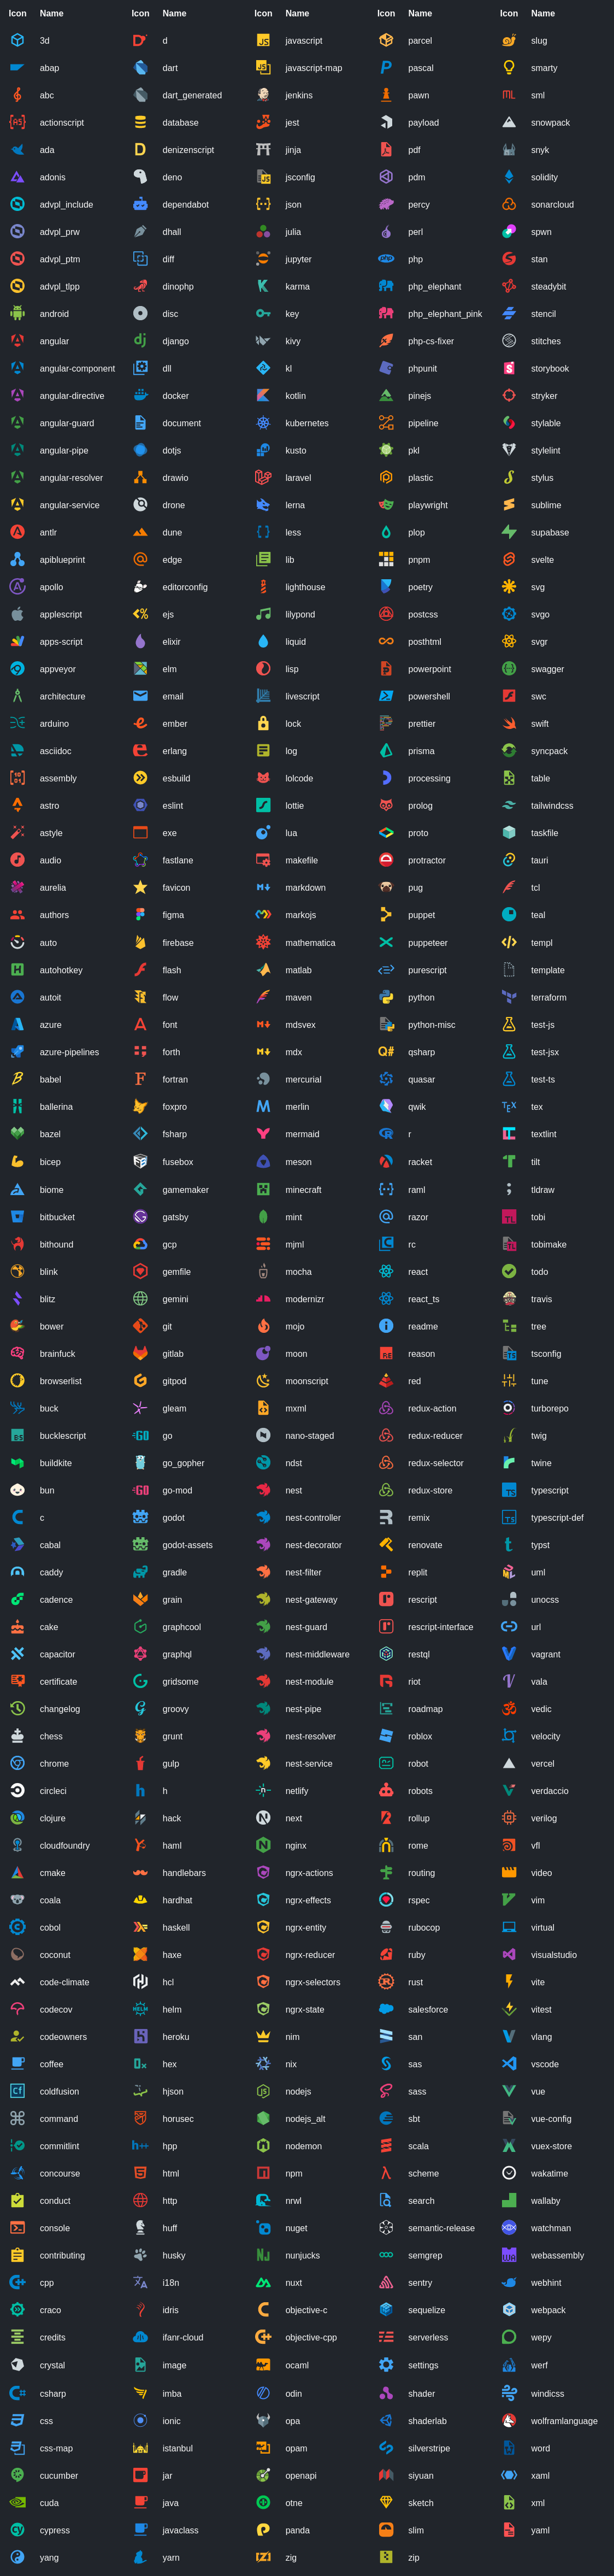 Icon Name Icon Name Icon Name Icon Name Icon Name
3d d javascript parcel slug
abap dart javascript-map pascal smarty
abc dart_generated jenkins pawn sml
actionscript database jest payload snowpack
ada denizenscript jinja pdf snyk
adonis deno jsconfig pdm solidity
advpl_include dependabot json percy sonarcloud
advpl_prw dhall julia perl spwn
advpl_ptm diff jupyter php stan
advpl_tlpp dinophp karma php_elephant steadybit
android disc key php_elephant_pink stencil
angular django kivy php-cs-fixer stitches
angular-component dll kl phpunit storybook
angular-directive docker kotlin pinejs stryker
angular-guard document kubernetes pipeline stylable
angular-pipe dotjs kusto pkl stylelint
angular-resolver drawio laravel plastic stylus
angular-service drone lerna playwright sublime
antlr dune less plop supabase
apiblueprint edge lib pnpm svelte
apollo editorconfig lighthouse poetry svg
applescript ejs lilypond postcss svgo
apps-script elixir liquid posthtml svgr
appveyor elm lisp powerpoint swagger
architecture email livescript powershell swc
arduino ember lock prettier swift
asciidoc erlang log prisma syncpack
assembly esbuild lolcode processing table
astro eslint lottie prolog tailwindcss
astyle exe lua proto taskfile
audio fastlane makefile protractor tauri
aurelia favicon markdown pug tcl
authors figma markojs puppet teal
auto firebase mathematica puppeteer templ
autohotkey flash matlab purescript template
autoit flow maven python terraform
azure font mdsvex python-misc test-js
azure-pipelines forth mdx qsharp test-jsx
babel fortran mercurial quasar test-ts
ballerina foxpro merlin qwik tex
bazel fsharp mermaid r textlint
bicep fusebox meson racket tilt
biome gamemaker minecraft raml tldraw
bitbucket gatsby mint razor tobi
bithound gcp mjml rc tobimake
blink gemfile mocha react todo
blitz gemini modernizr react_ts travis
bower git mojo readme tree
brainfuck gitlab moon reason tsconfig
browserlist gitpod moonscript red tune
buck gleam mxml redux-action turborepo
bucklescript go nano-staged redux-reducer twig
buildkite go_gopher ndst redux-selector twine
bun go-mod nest redux-store typescript
c godot nest-controller remix typescript-def
cabal godot-assets nest-decorator renovate typst
caddy gradle nest-filter replit uml
cadence grain nest-gateway rescript unocss
cake graphcool nest-guard rescript-interface url
capacitor graphql nest-middleware restql vagrant
certificate gridsome nest-module riot vala
changelog groovy nest-pipe roadmap vedic
chess grunt nest-resolver roblox velocity
chrome gulp nest-service robot vercel
circleci h netlify robots verdaccio
clojure hack next rollup verilog
cloudfoundry haml nginx rome vfl
cmake handlebars ngrx-actions routing video
coala hardhat ngrx-effects rspec vim
cobol haskell ngrx-entity rubocop virtual
coconut haxe ngrx-reducer ruby visualstudio
code-climate hcl ngrx-selectors rust vite
codecov helm ngrx-state salesforce vitest
codeowners heroku nim san vlang
coffee hex nix sas vscode
coldfusion hjson nodejs sass vue
command horusec nodejs_alt sbt vue-config
commitlint hpp nodemon scala vuex-store
concourse html npm scheme wakatime
conduct http nrwl search wallaby
console huff nuget semantic-release watchman
contributing husky nunjucks semgrep webassembly
cpp i18n nuxt sentry webhint
craco idris objective-c sequelize webpack
credits ifanr-cloud objective-cpp serverless wepy
crystal image ocaml settings werf
csharp imba odin shader windicss
css ionic opa shaderlab wolframlanguage
css-map istanbul opam silverstripe word
cucumber jar openapi siyuan xaml
cuda java otne sketch xml
cypress javaclass panda slim yaml
yang yarn zig zip